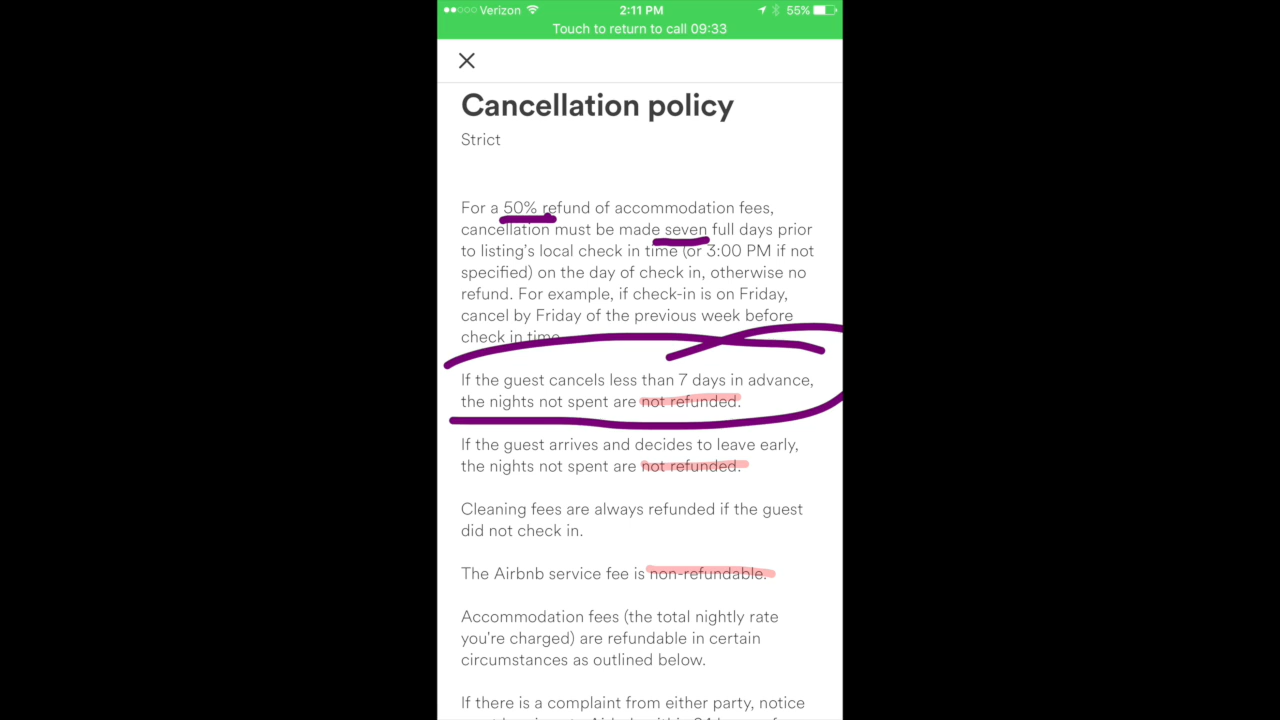 Verizon 2:11 PM 55%
Touch to return to call 09:33
Cancellation policy
Strict
For a 50% refund of accommodation fees,
cancellation must be made seven full days prior
to listing's local check in time (or 3:00 PM if not
specified) on the day of check in, otherwise no
refund. For example, if check-in is on Friday,
cancel by Friday of the previous week before
check in time.
If the guest cancels less than 7 days in advance,
the nights not spent are not refunded.
If the guest arrives and decides to leave early,
the nights not spent are not refunded.
Cleaning fees are always refunded if the guest
did not check in.
The Airbnb service fee is non-refundable.
Accommodation fees (the total nightly rate
you're charged) are refundable in certain
circumstances as outlined below.
If there is a complaint from either party, notice